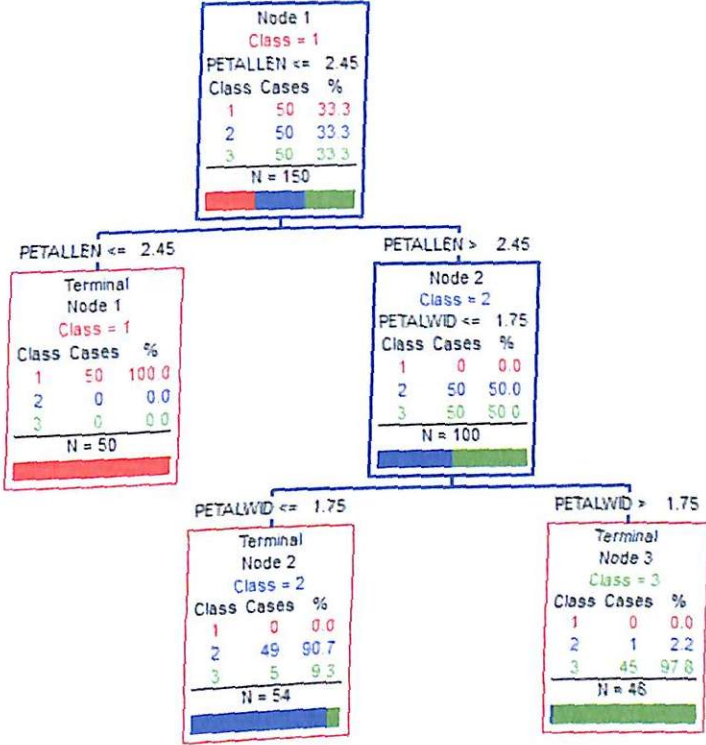 Node 1
Class = 1
PETALLEN <= 2.45
Class Cases %
1 50 33.3
2 50 33.3
3 50 33.3
N = 150
PETALLEN <= 2.45
Terminal
Node 1
Class = 1
Class Cases %
1 50 100.0
2 0 0.0
3 0 0.0
N = 50
PETALLEN > 2.45
Node 2
Class = 2
PETALWID <= 1.75
Class Cases %
1 0 0.0
2 50 50.0
3 50 50.0
N = 100
PETALWID <= 1.75
Terminal
Node 2
Class = 2
Class Cases %
1 0 0.0
2 49 90.7
3 5 9.3
N = 54
PETALWID > 1.75
Terminal
Node 3
Class = 3
Class Cases %
1 0 0.0
2 1 2.2
3 45 97.8
N = 46